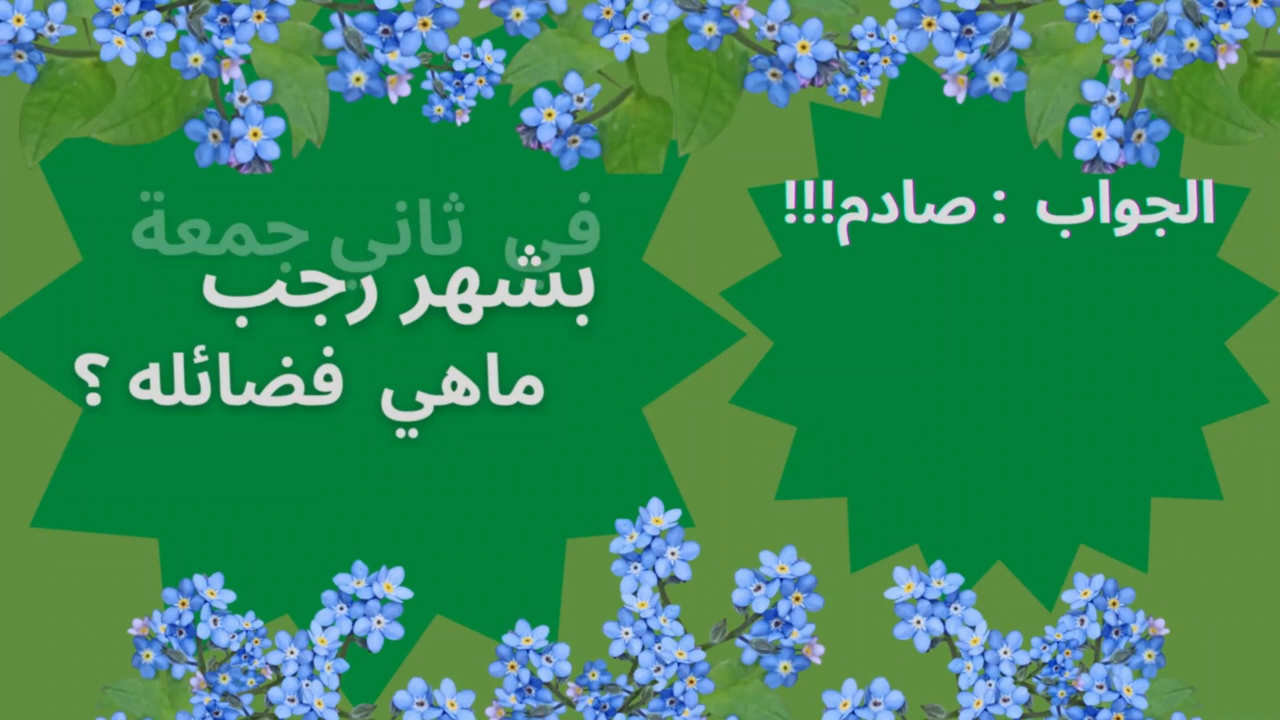 في ثاني جمعة
بشهر رجب
ماهي فضائله ؟
الجواب : صادم!!!